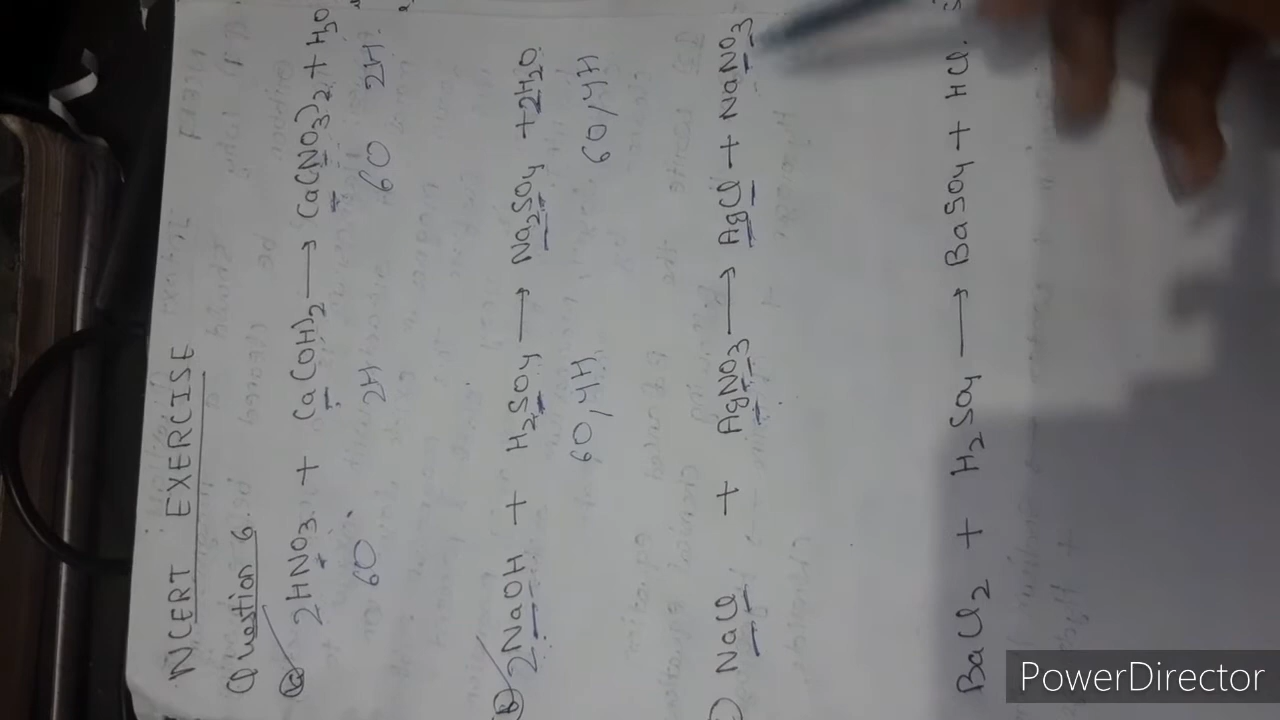 NCERT EXERCISE
Question 6.
(a) 2HNO3 + Ca(OH)2 → Ca(NO3)2 + H2O
6O 2H 6O 2H
(b) 2NaOH + H2SO4 → Na2SO4 + 2H2O
6O,4H 6O,4H
NaCl + AgNO3 → AgCl + NaNO3
BaCl2 + H2SO4 → BaSO4 + HCl.
PowerDirector